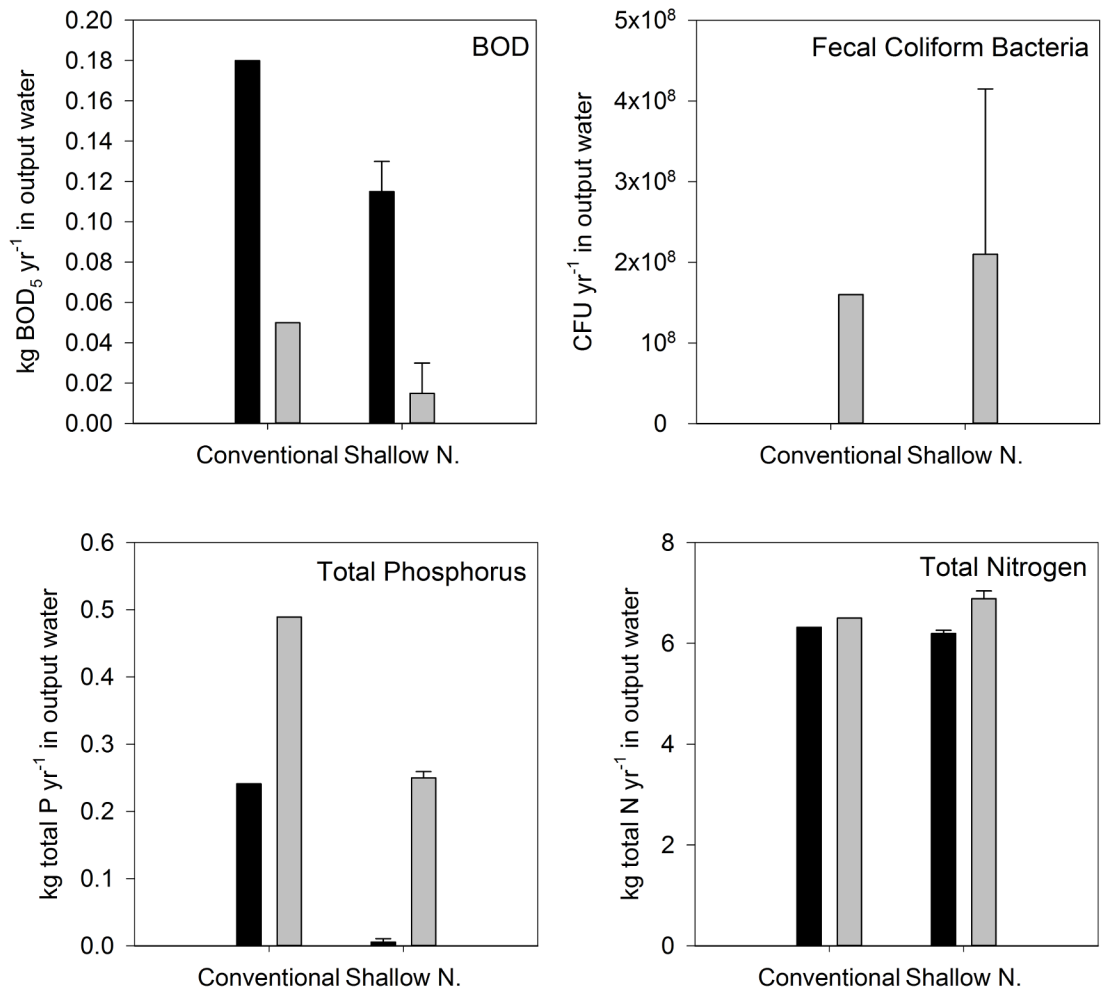 BOD
kg BOD₅ yr⁻¹ in output water
0.20
0.18
0.16
0.14
0.12
0.10
0.08
0.06
0.04
0.02
0.00
Conventional Shallow N.
Fecal Coliform Bacteria
CFU yr⁻¹ in output water
5x10⁸
4x10⁸
3x10⁸
2x10⁸
10⁸
0
Conventional Shallow N.
Total Phosphorus
kg total P yr⁻¹ in output water
0.6
0.5
0.4
0.3
0.2
0.1
0.0
Conventional Shallow N.
Total Nitrogen
kg total N yr⁻¹ in output water
8
6
4
2
0
Conventional Shallow N.